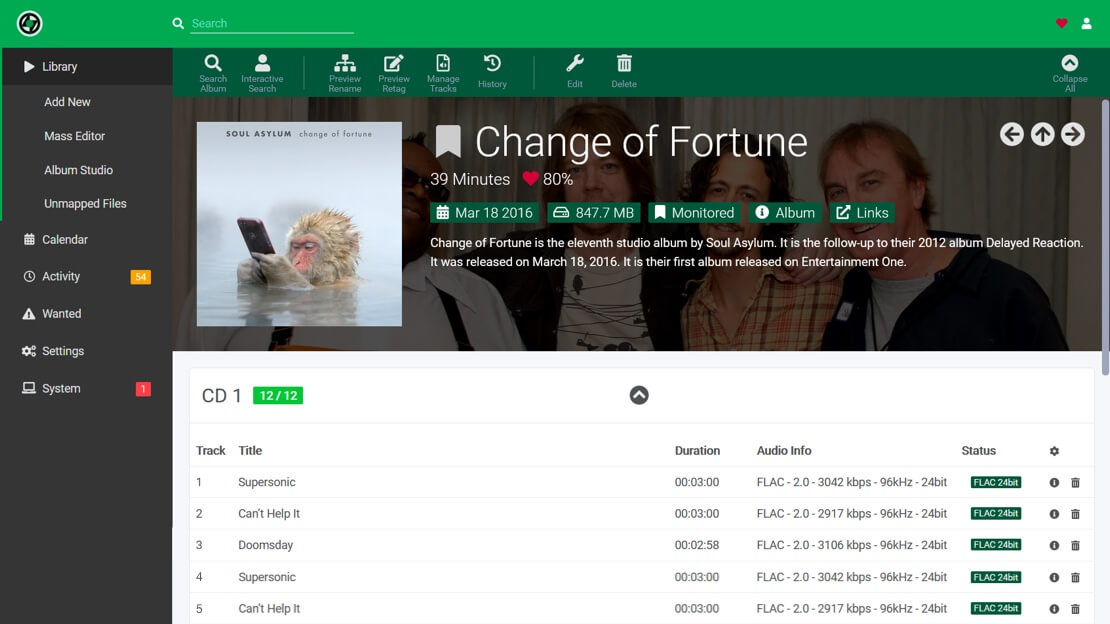 Search
Library
Add New
Mass Editor
Album Studio
Unmapped Files
Calendar
Activity 54
Wanted
Settings
System 1
Search Album
Interactive Search
Preview Rename
Preview Retag
Manage Tracks
History
Edit
Delete
Collapse All
SOUL ASYLUM change of fortune
Change of Fortune
39 Minutes 80%
Mar 18 2016 847.7 MB Monitored Album Links
Change of Fortune is the eleventh studio album by Soul Asylum. It is the follow-up to their 2012 album Delayed Reaction.
It was released on March 18, 2016. It is their first album released on Entertainment One.
CD 1 12 / 12
Track Title Duration Audio Info Status
1 Supersonic 00:03:00 FLAC - 2.0 - 3042 kbps - 96kHz - 24bit FLAC 24bit
2 Can't Help It 00:03:00 FLAC - 2.0 - 2917 kbps - 96kHz - 24bit FLAC 24bit
3 Doomsday 00:02:58 FLAC - 2.0 - 3106 kbps - 96kHz - 24bit FLAC 24bit
4 Supersonic 00:03:00 FLAC - 2.0 - 3042 kbps - 96kHz - 24bit FLAC 24bit
5 Can't Help It 00:03:00 FLAC - 2.0 - 2917 kbps - 96kHz - 24bit FLAC 24bit